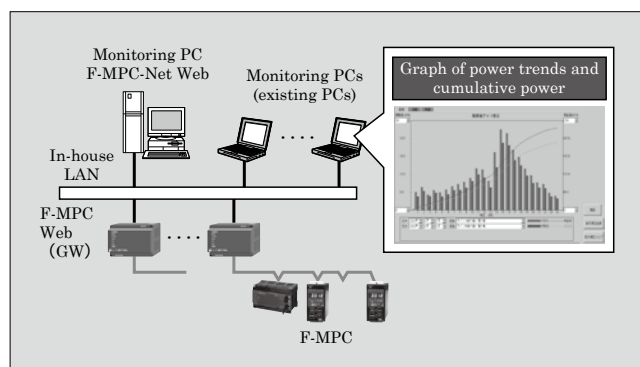 Monitoring PC
F-MPC-Net Web
Monitoring PCs
(existing PCs)
Graph of power trends and
cumulative power
In-house
LAN
F-MPC
Web
(GW)
F-MPC